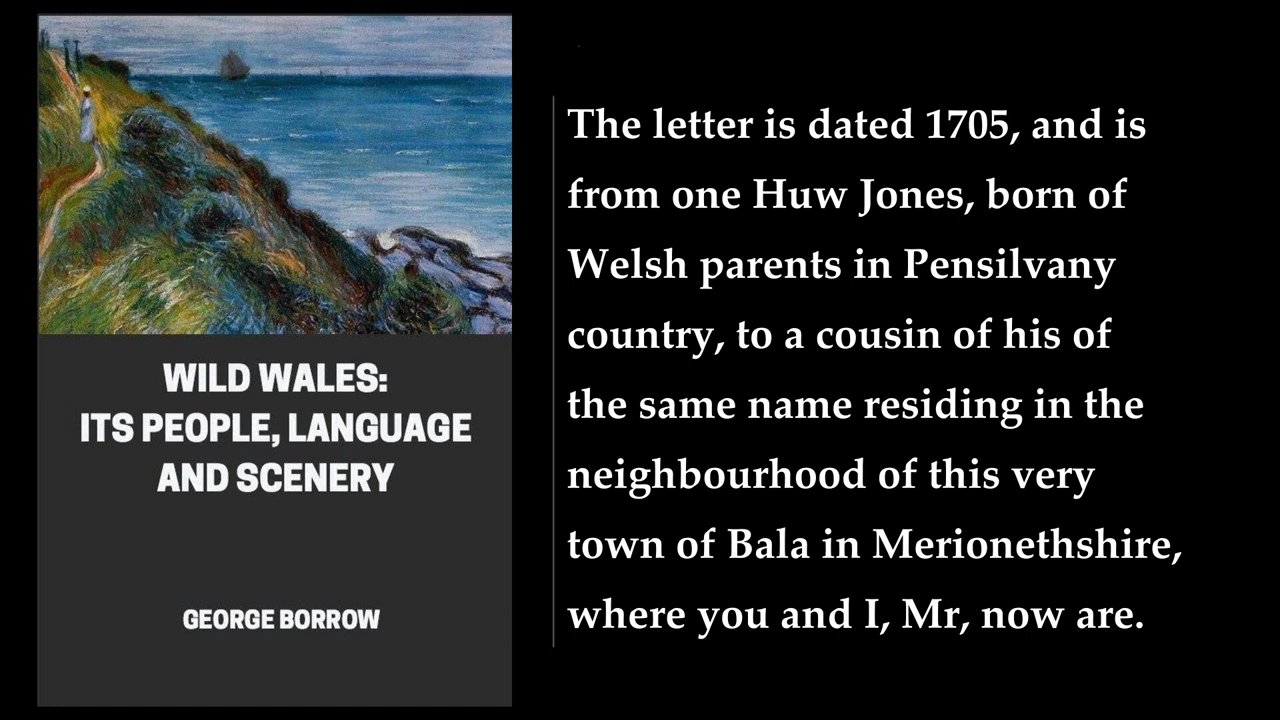 WILD WALES:
ITS PEOPLE, LANGUAGE
AND SCENERY
GEORGE BORROW
The letter is dated 1705, and is
from one Huw Jones, born of
Welsh parents in Pensilvany
country, to a cousin of his of
the same name residing in the
neighbourhood of this very
town of Bala in Merionethshire,
where you and I, Mr, now are.